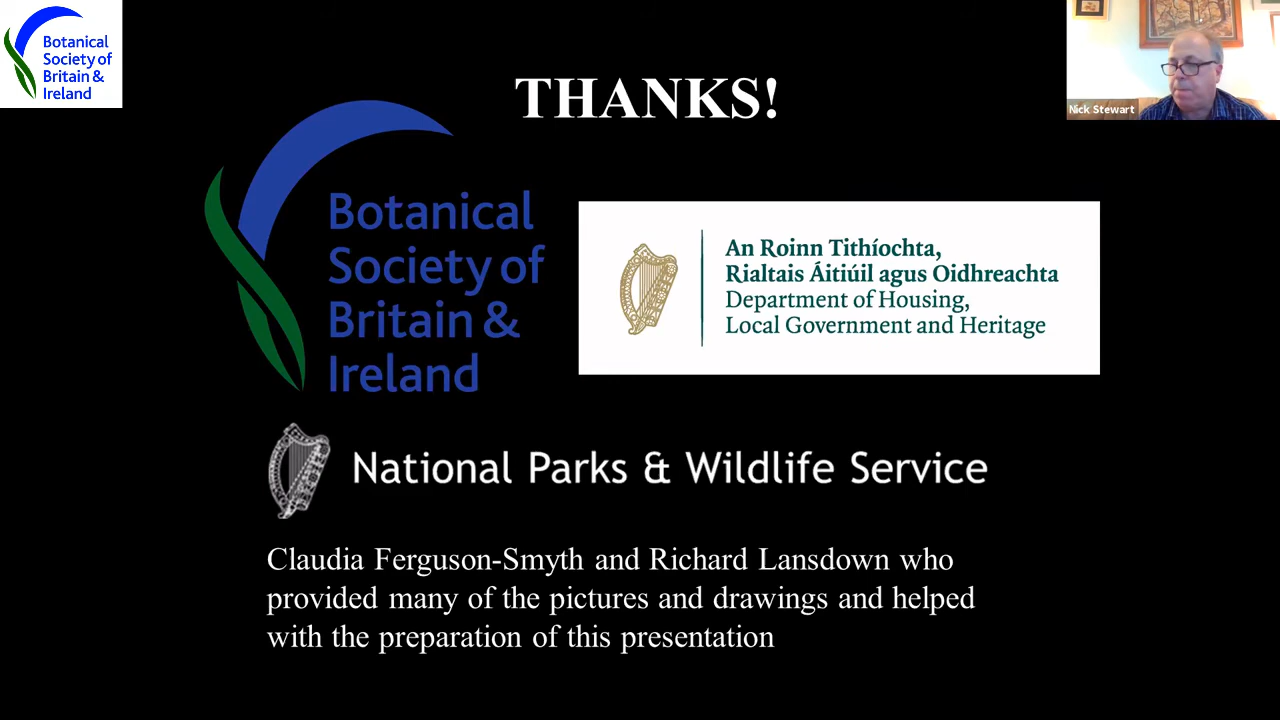 Botanical
Society of
Britain &
Ireland
Nick Stewart
THANKS!
Botanical
Society of
Britain &
Ireland
An Roinn Tithíochta,
Rialtais Áitiúil agus Oidhreachta
Department of Housing,
Local Government and Heritage
National Parks & Wildlife Service
Claudia Ferguson-Smyth and Richard Lansdown who
provided many of the pictures and drawings and helped
with the preparation of this presentation